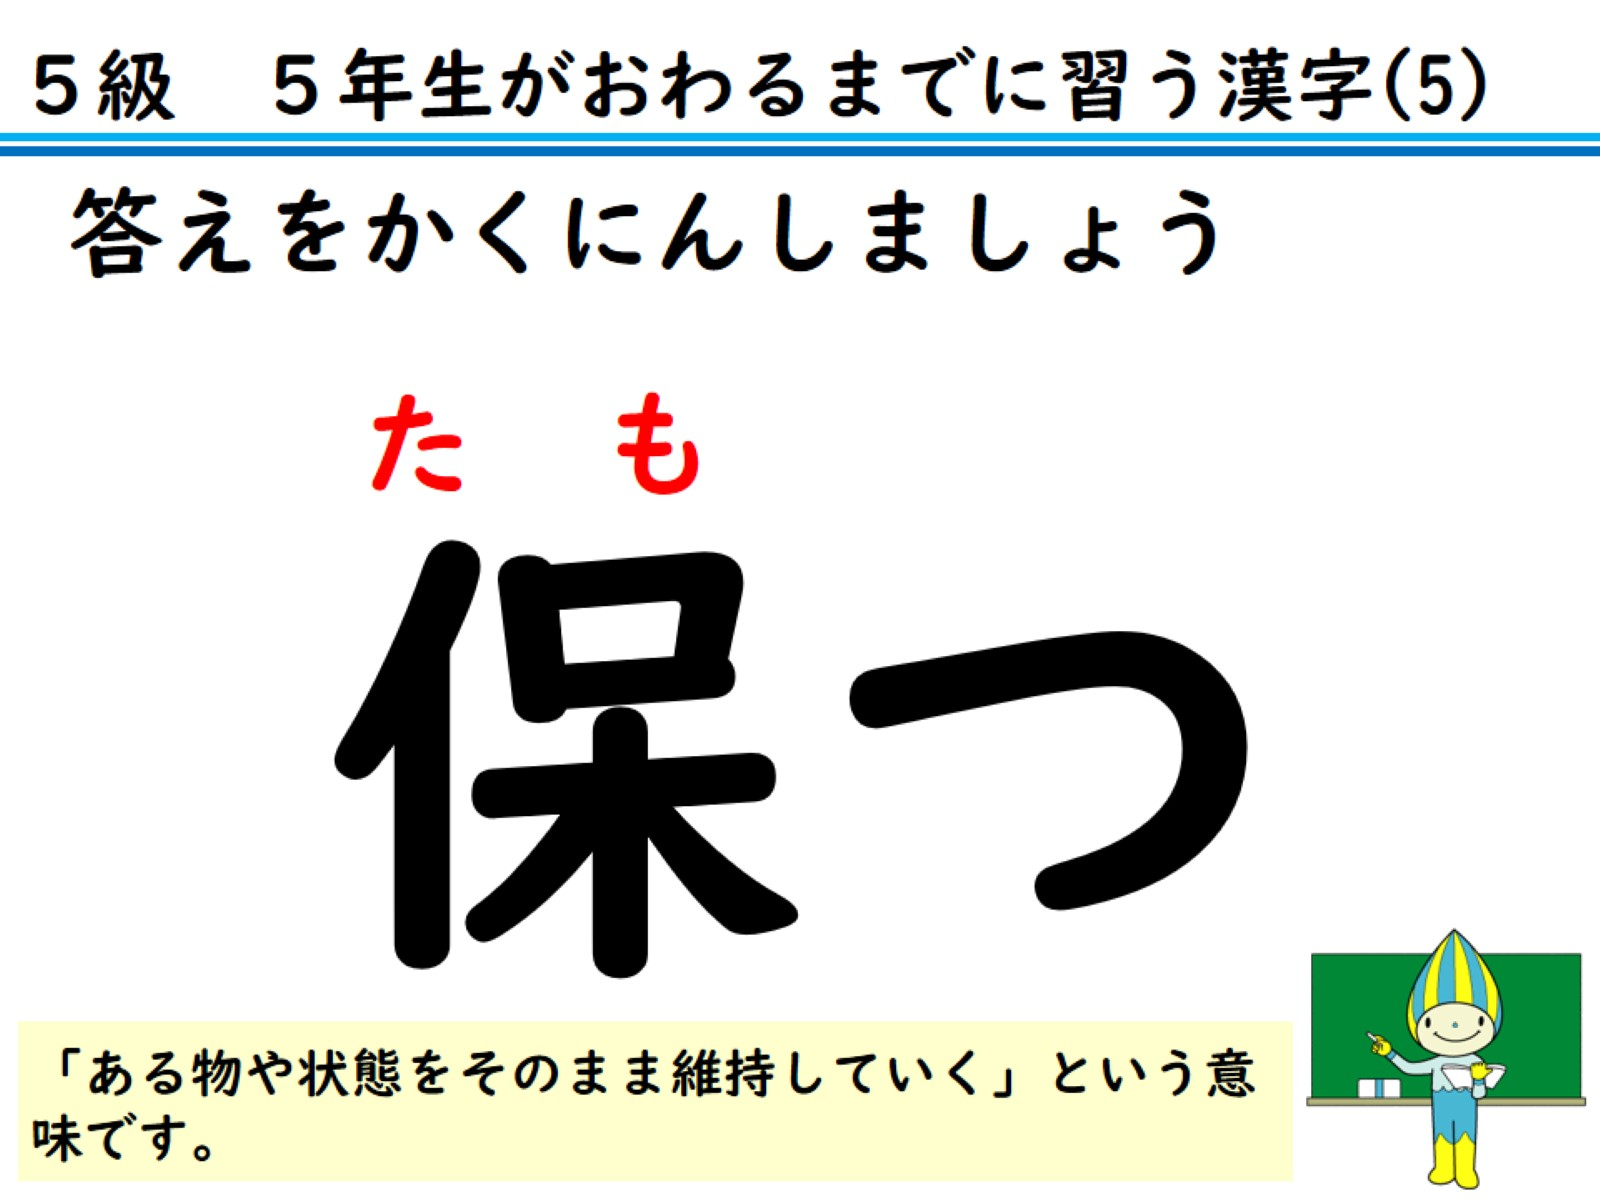 ５級　５年生がおわるまでに習う漢字(5)
答えをかくにんしましょう
たも
保つ
「ある物や状態をそのまま維持していく」という意
味です。